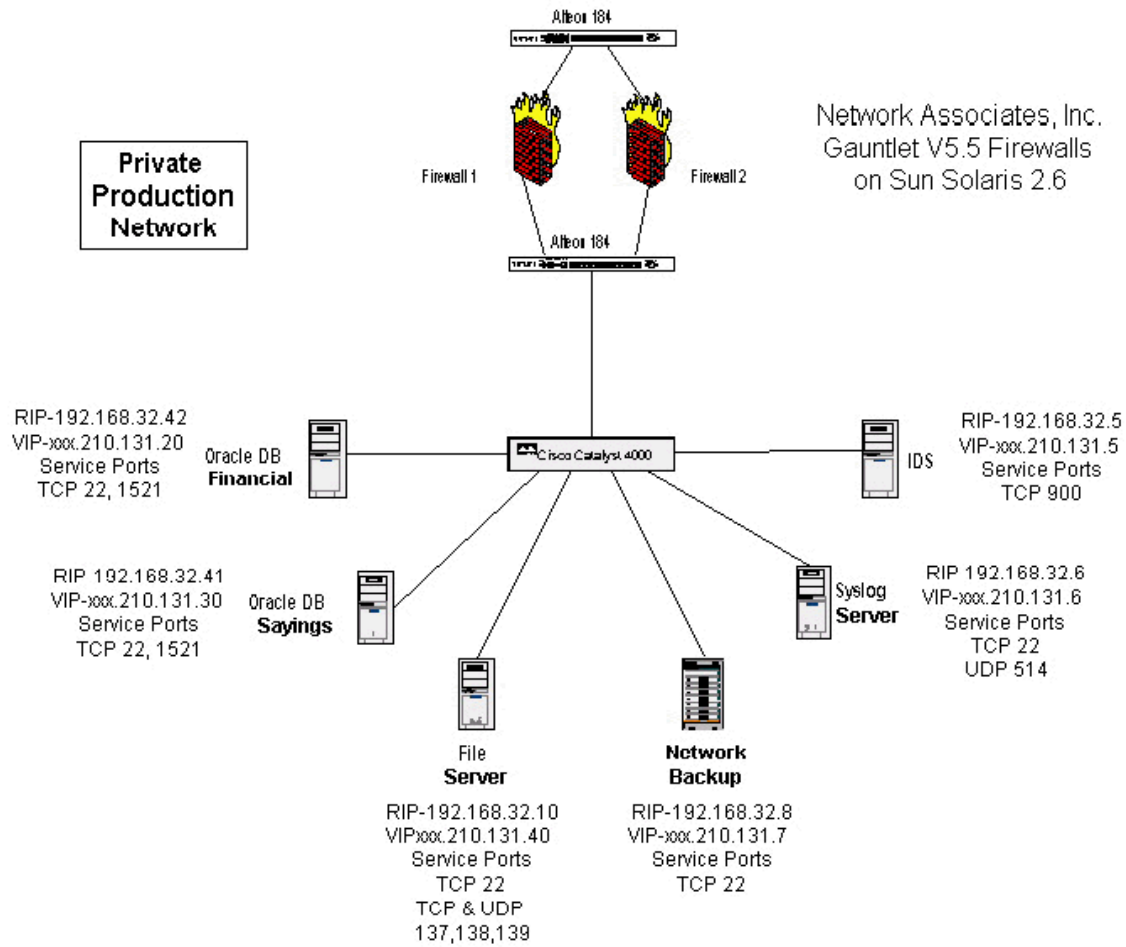 Alteon 184
Private
Production
Network
Firewall 1
Firewall 2
Network Associates, Inc.
Gauntlet V5.5 Firewalls
on Sun Solaris 2.6
Alteon 184
RIP-192.168.32.42
VIP-xxx.210.131.20
Service Ports
TCP 22, 1521
Oracle DB
Financial
Cisco Catalyst 4000
IDS
RIP-192.168.32.5
VIP-xxx.210.131.5
Service Ports
TCP 900
RIP 192.168.32.41
VIP-xxx.210.131.30
Service Ports
TCP 22, 1521
Oracle DB
Sayings
Syslog
Server
RIP 192.168.32.6
VIP-xxx.210.131.6
Service Ports
TCP 22
UDP 514
File
Server
RIP-192.168.32.10
VIPxxx.210.131.40
Service Ports
TCP 22
TCP & UDP
137,138,139
Network
Backup
RIP-192.168.32.8
VIP-xxx.210.131.7
Service Ports
TCP 22